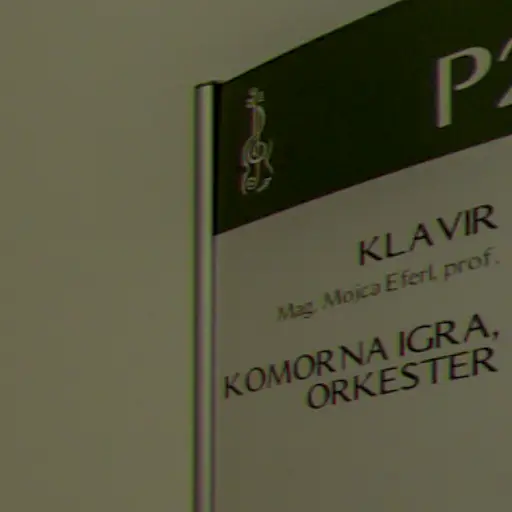 P2
KLAVIR
Mag. Mojca Eferl, prof.
KOMORNA IGRA,
ORKESTER